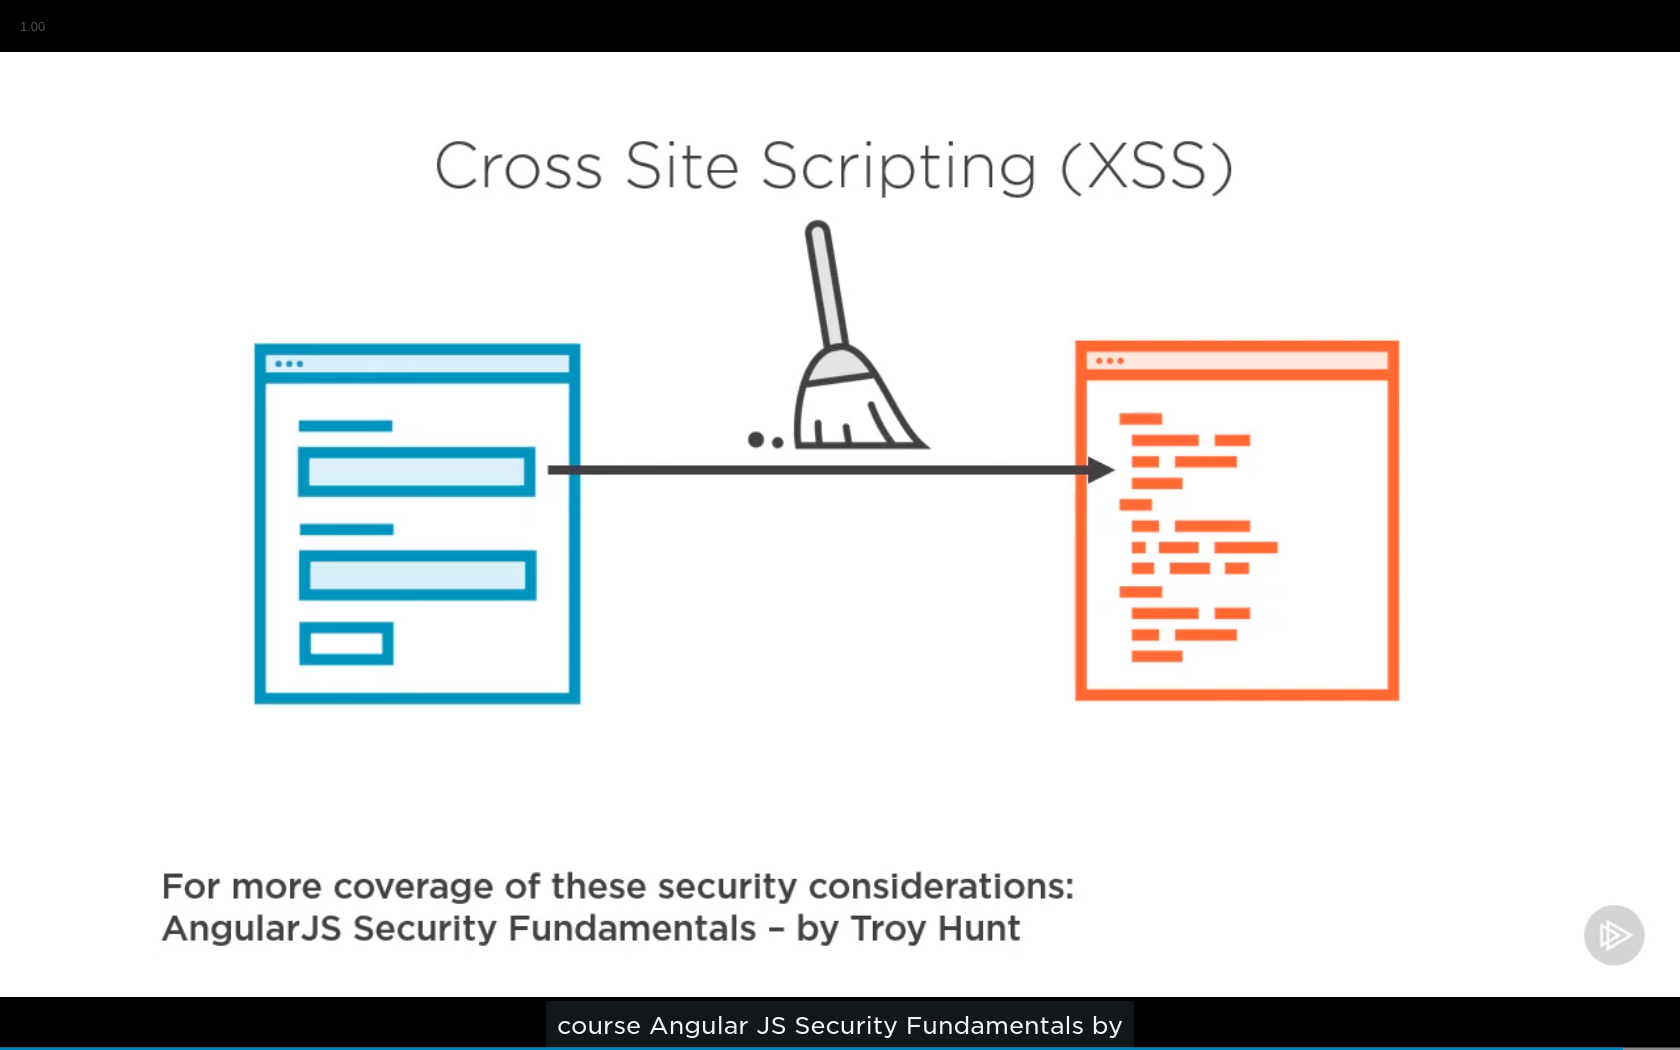 1.00
Cross Site Scripting (XSS)
For more coverage of these security considerations:
AngularJS Security Fundamentals – by Troy Hunt
course Angular JS Security Fundamentals by